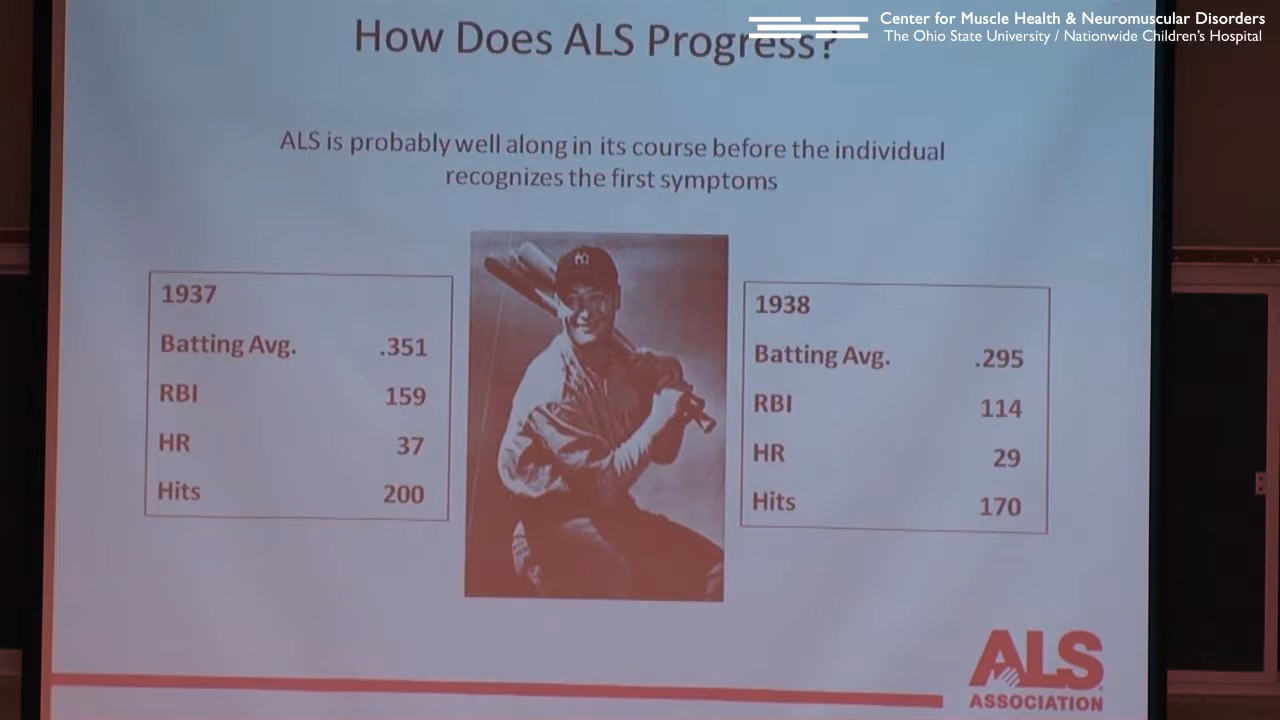 Center for Muscle Health & Neuromuscular Disorders
The Ohio State University / Nationwide Children's Hospital
How Does ALS Progress?
ALS is probably well along in its course before the individual
recognizes the first symptoms
1937
Batting Avg. .351
RBI 159
HR 37
Hits 200
1938
Batting Avg. .295
RBI 114
HR 29
Hits 170
ALS
ASSOCIATION